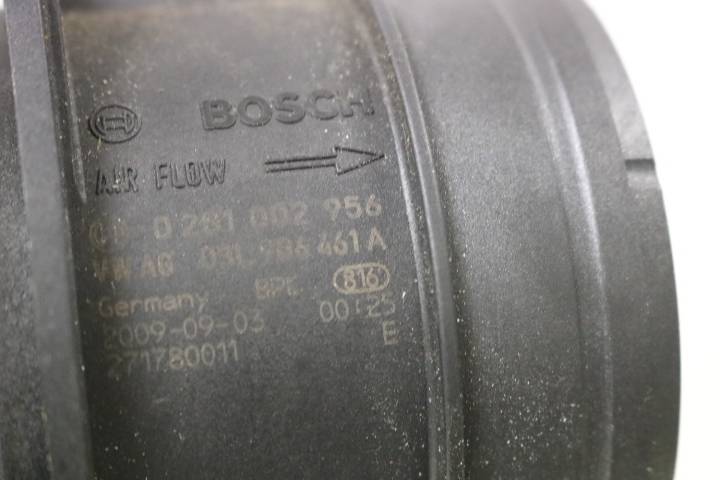 BOSCH
AIR FLOW
0 281 002 956
VW AG 03L 906 461 A
Germany BPC 816
2009-09-03 00:25
271780011 E